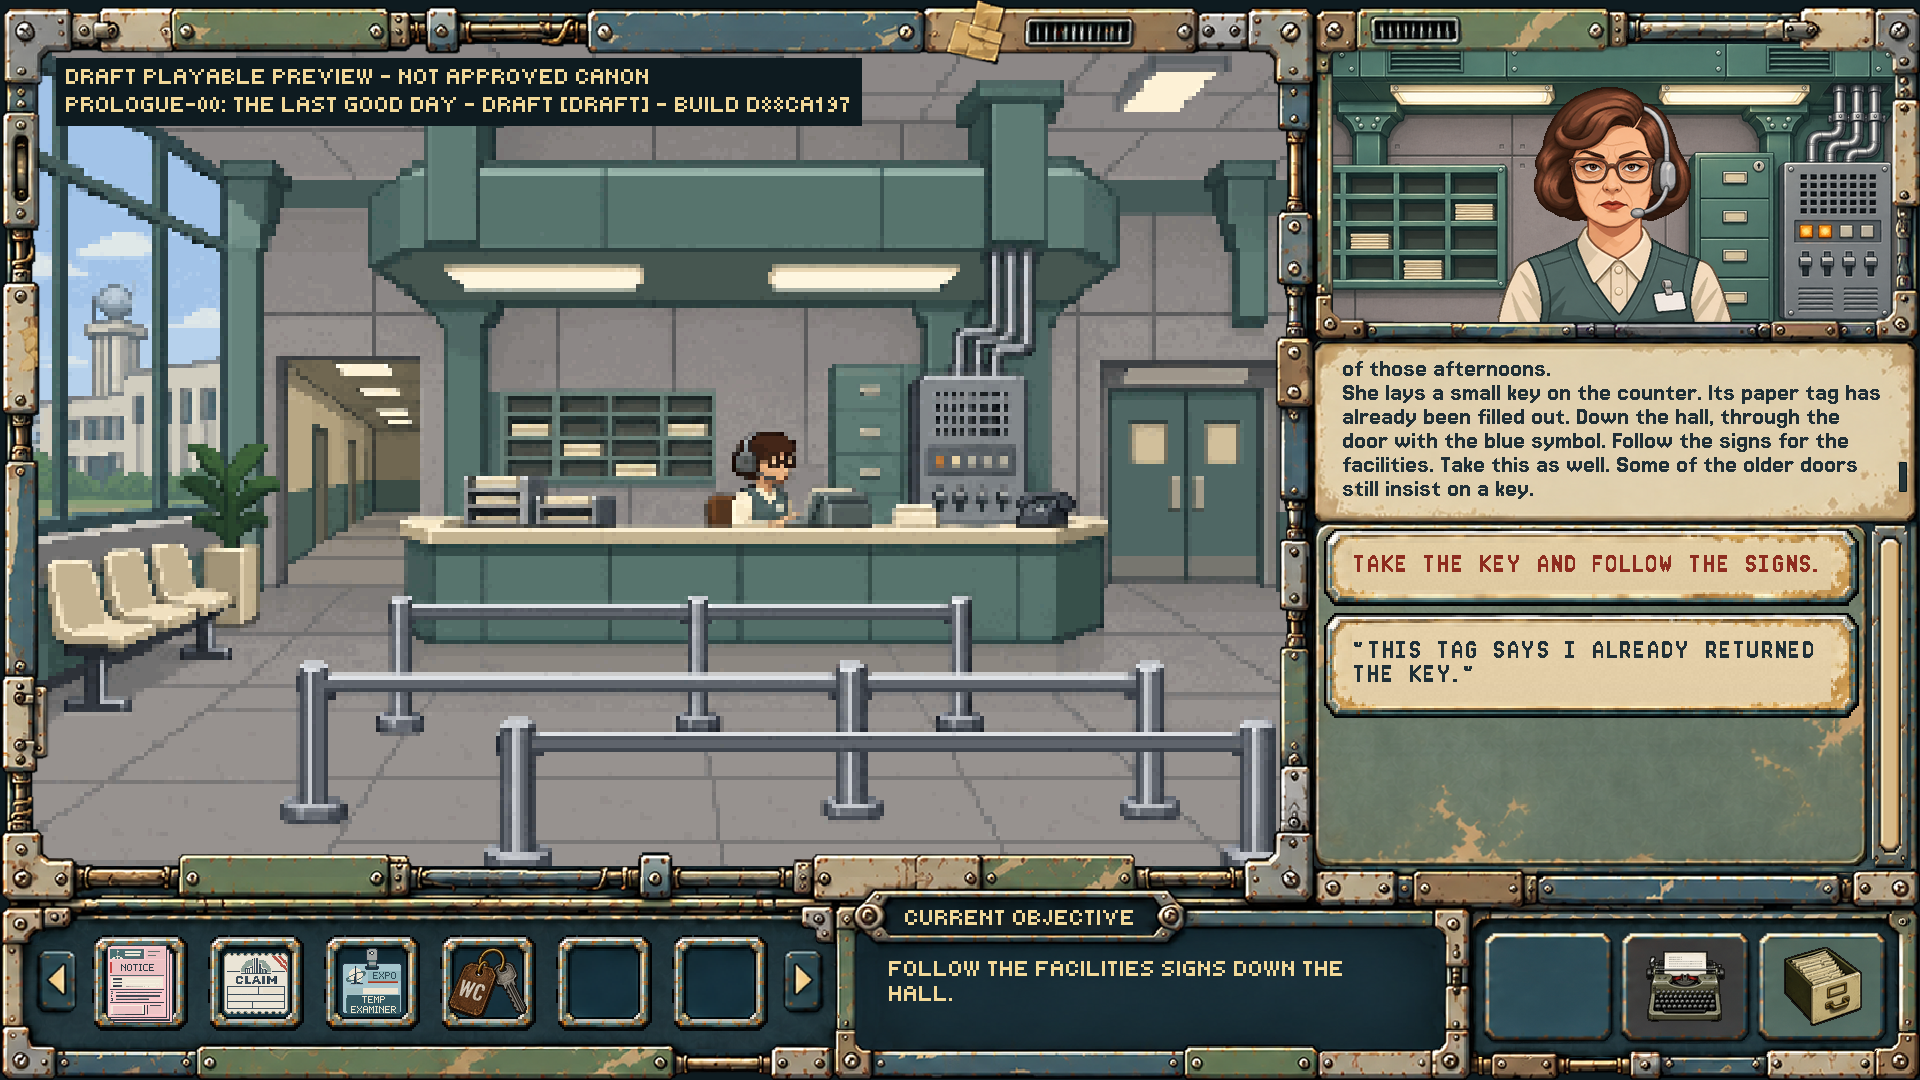 DRAFT PLAYABLE PREVIEW - NOT APPROVED CANON
PROLOGUE-00: THE LAST GOOD DAY - DRAFT [DRAFT] - BUILD D88CA197
of those afternoons.
She lays a small key on the counter. Its paper tag has
already been filled out. Down the hall, through the
door with the blue symbol. Follow the signs for the
facilities. Take this as well. Some of the older doors
still insist on a key.
TAKE THE KEY AND FOLLOW THE SIGNS.
"THIS TAG SAYS I ALREADY RETURNED
THE KEY."
CURRENT OBJECTIVE
FOLLOW THE FACILITIES SIGNS DOWN THE
HALL.
NOTICE
CLAIM
EXPO
TEMP
EXAMINER
WC